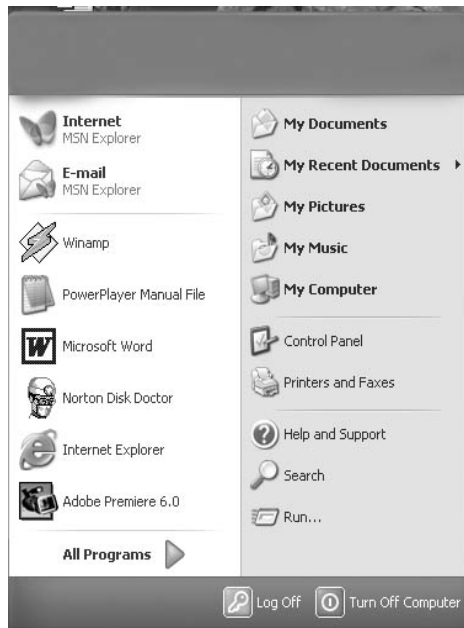 Internet
MSN Explorer
E-mail
MSN Explorer
Winamp
PowerPlayer Manual File
Microsoft Word
Norton Disk Doctor
Internet Explorer
Adobe Premiere 6.0
All Programs
My Documents
My Recent Documents
My Pictures
My Music
My Computer
Control Panel
Printers and Faxes
Help and Support
Search
Run...
Log Off
Turn Off Computer